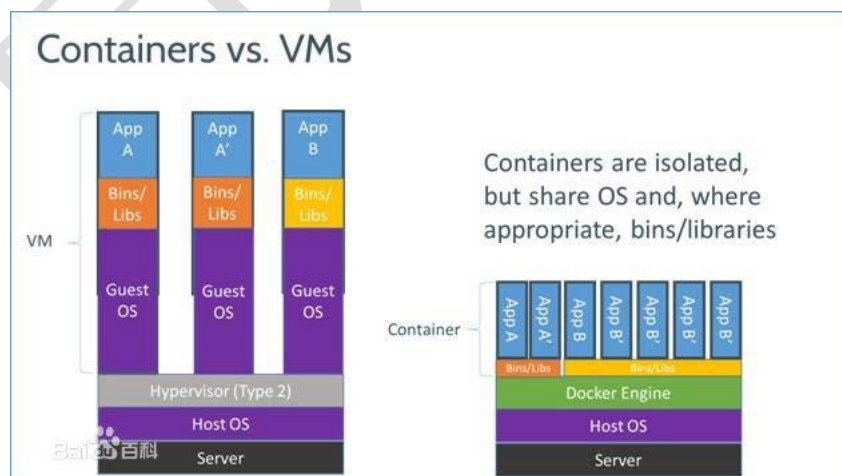 Containers vs. VMs
App
A
App
A'
App
B
Bins/
Libs
Bins/
Libs
Bins/
Libs
VM
Guest
OS
Guest
OS
Guest
OS
Hypervisor (Type 2)
Host OS
Server
Containers are isolated,
but share OS and, where
appropriate, bins/libraries
Container
App A
App A'
App B
App B'
App B'
App B'
App B'
Bins/Libs
Bins/Libs
Docker Engine
Host OS
Server
Bai百科